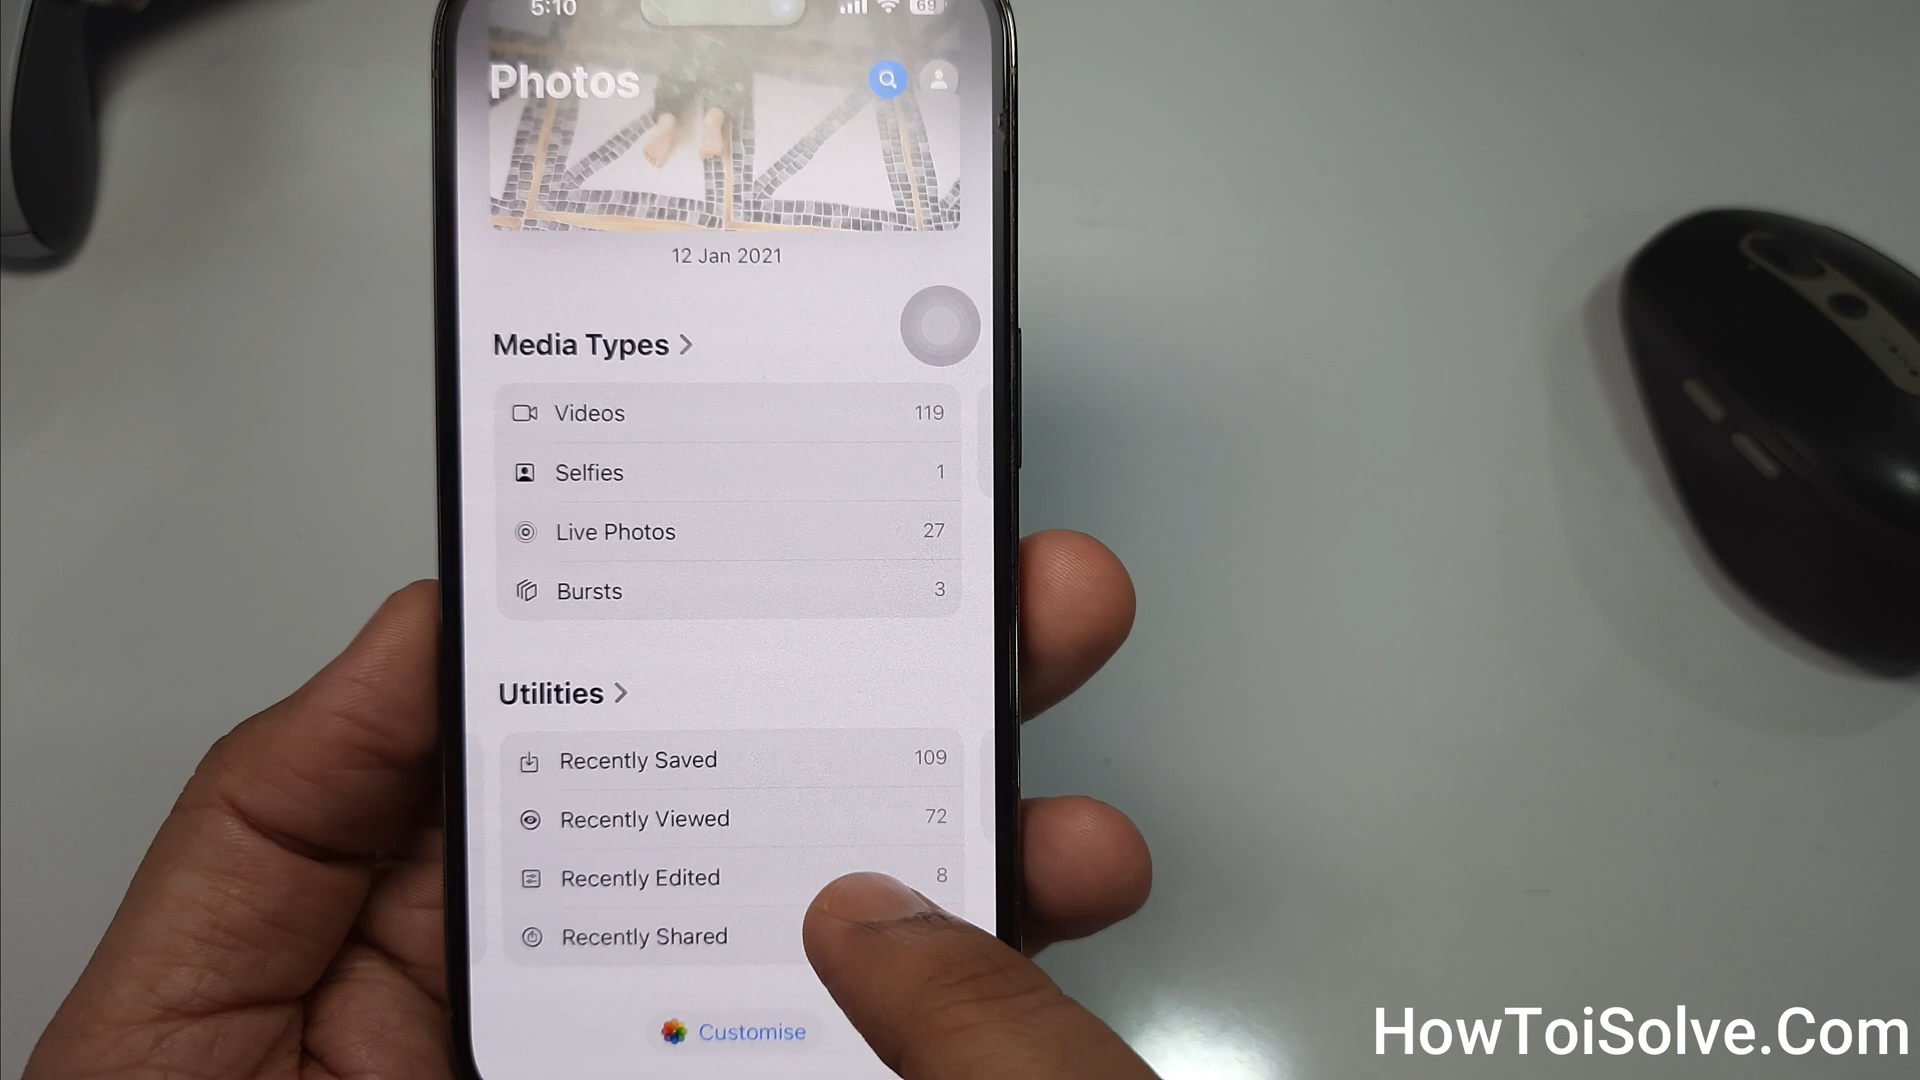 5:10
69
Photos
12 Jan 2021
Media Types
Videos 119
Selfies 1
Live Photos 27
Bursts 3
Utilities
Recently Saved 109
Recently Viewed 72
Recently Edited 8
Recently Shared
Customise
HowToiSolve.Com